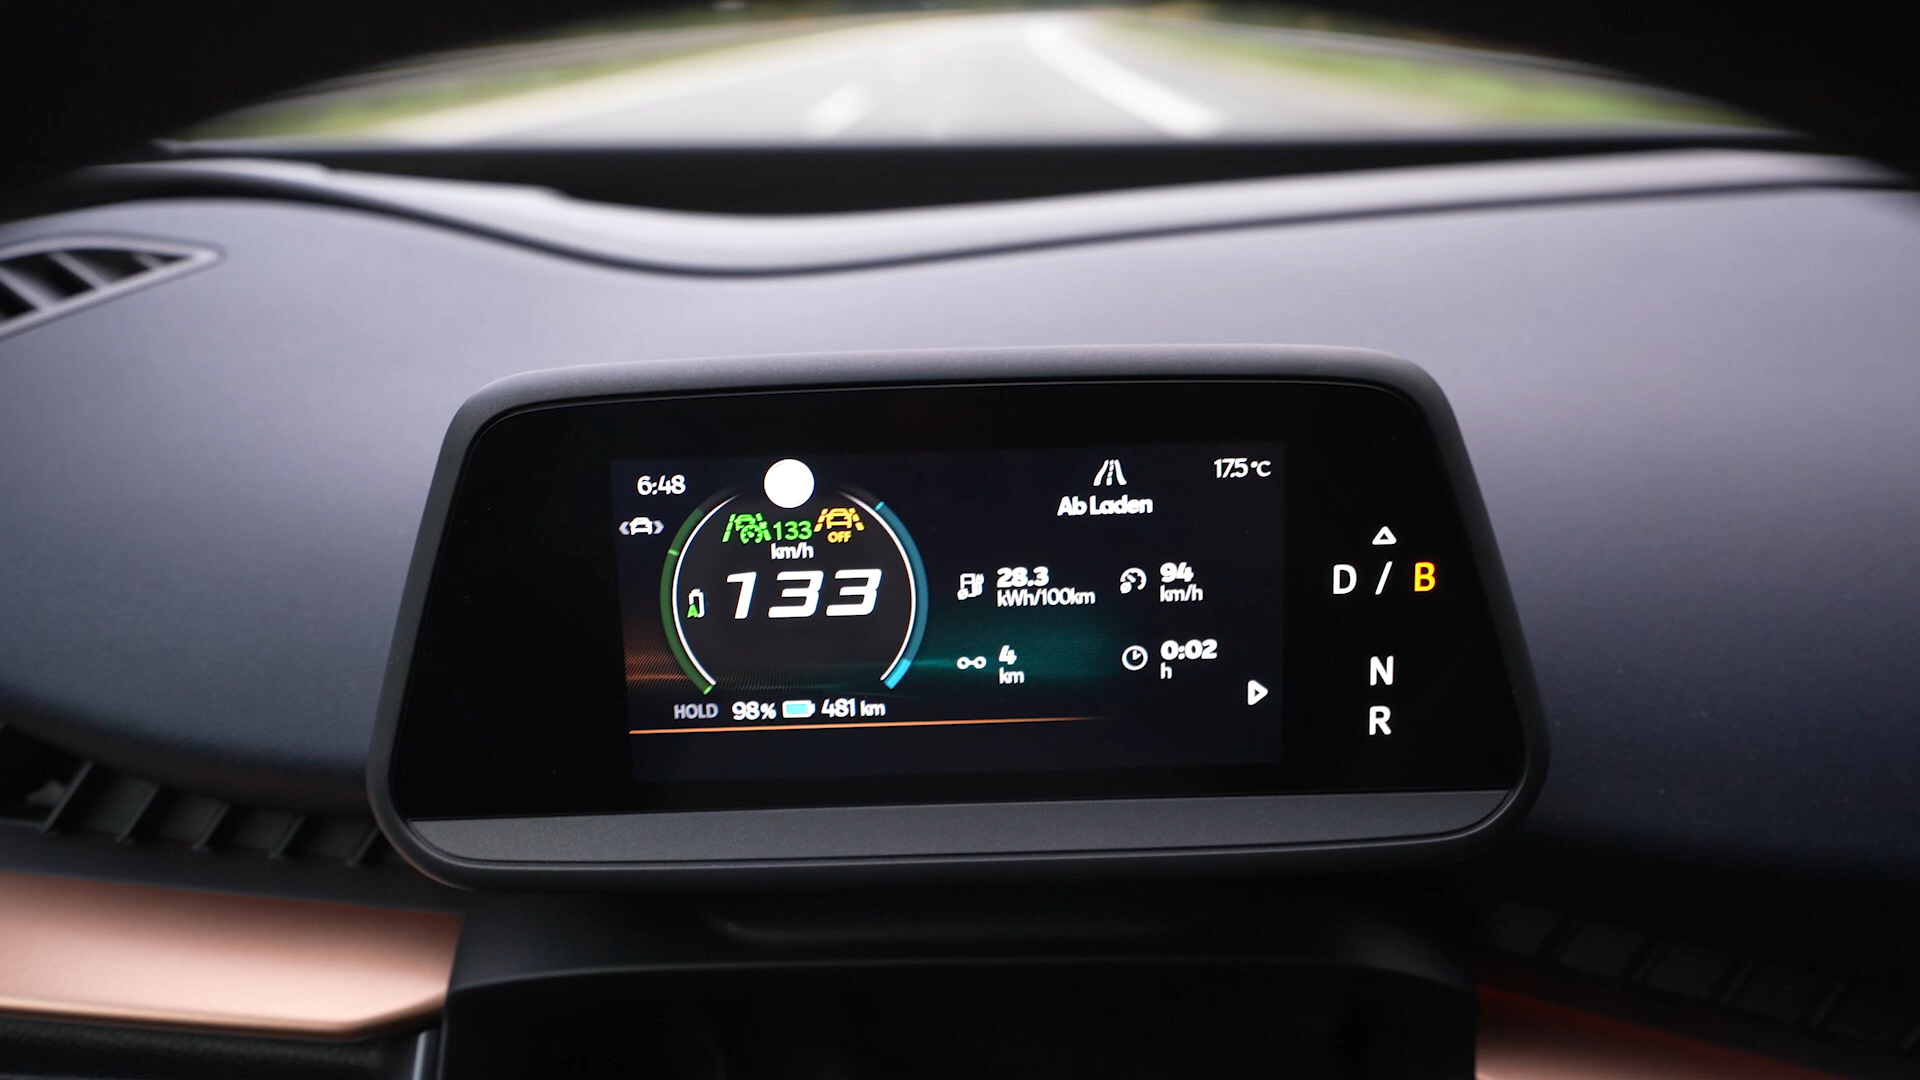 6:48
Ab Laden
17.5°C
133
OFF
km/h
133
28.3
kWh/100km
94
km/h
4
km
0:02
h
HOLD 98% 481 km
D / B
N
R
A